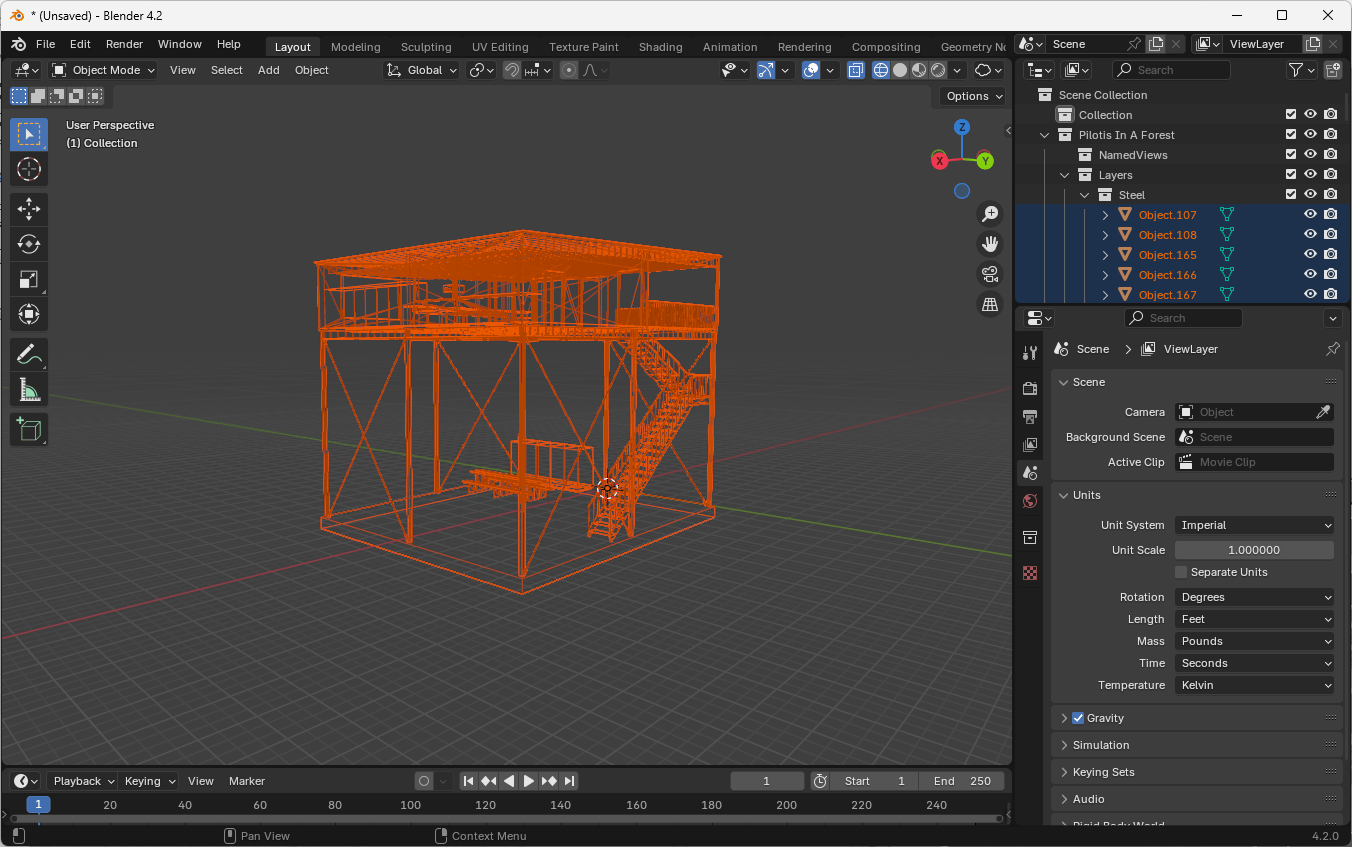 * (Unsaved) - Blender 4.2
File Edit Render Window Help Layout Modeling Sculpting UV Editing Texture Paint Shading Animation Rendering Compositing Geometry No Scene ViewLayer
Object Mode View Select Add Object Global Search
Options
User Perspective
(1) Collection
Z
X Y
Scene Collection
Collection
Pilotis In A Forest
NamedViews
Layers
Steel
Object.107
Object.108
Object.165
Object.166
Object.167
Search
Scene > ViewLayer
Scene
Camera Object
Background Scene Scene
Active Clip Movie Clip
Units
Unit System Imperial
Unit Scale 1.000000
Separate Units
Rotation Degrees
Length Feet
Mass Pounds
Time Seconds
Temperature Kelvin
Gravity
Simulation
Keying Sets
Audio
Rigid Body World
Playback Keying View Marker 1 Start 1 End 250
1 20 40 60 80 100 120 140 160 180 200 220 240
Pan View Context Menu 4.2.0